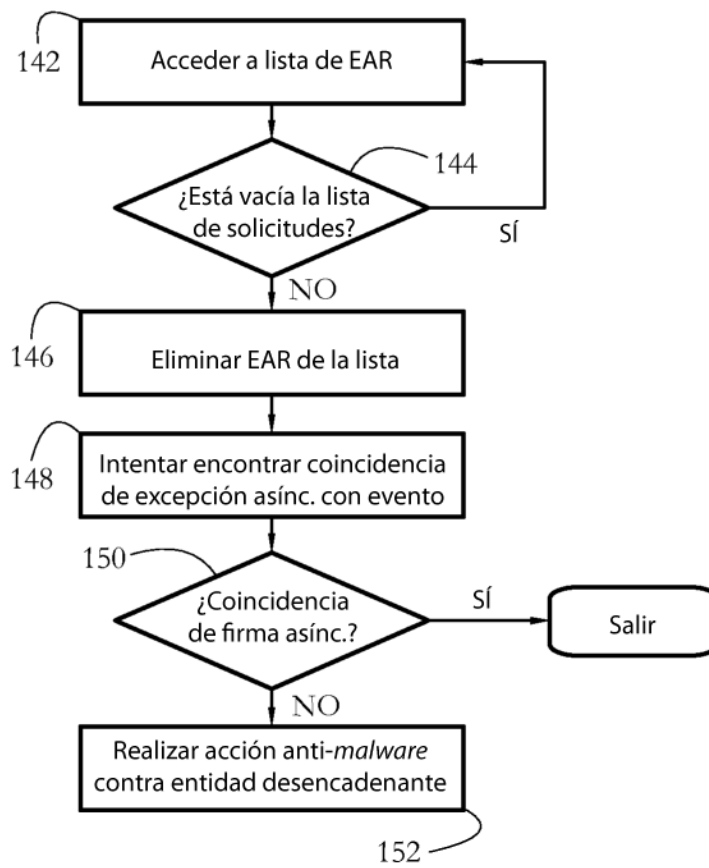 142
Acceder a lista de EAR
144
¿Está vacía la lista
de solicitudes?
SÍ
NO
146
Eliminar EAR de la lista
148
Intentar encontrar coincidencia
de excepción asínc. con evento
150
¿Coincidencia
de firma asínc.?
SÍ
Salir
NO
Realizar acción anti-malware
contra entidad desencadenante
152